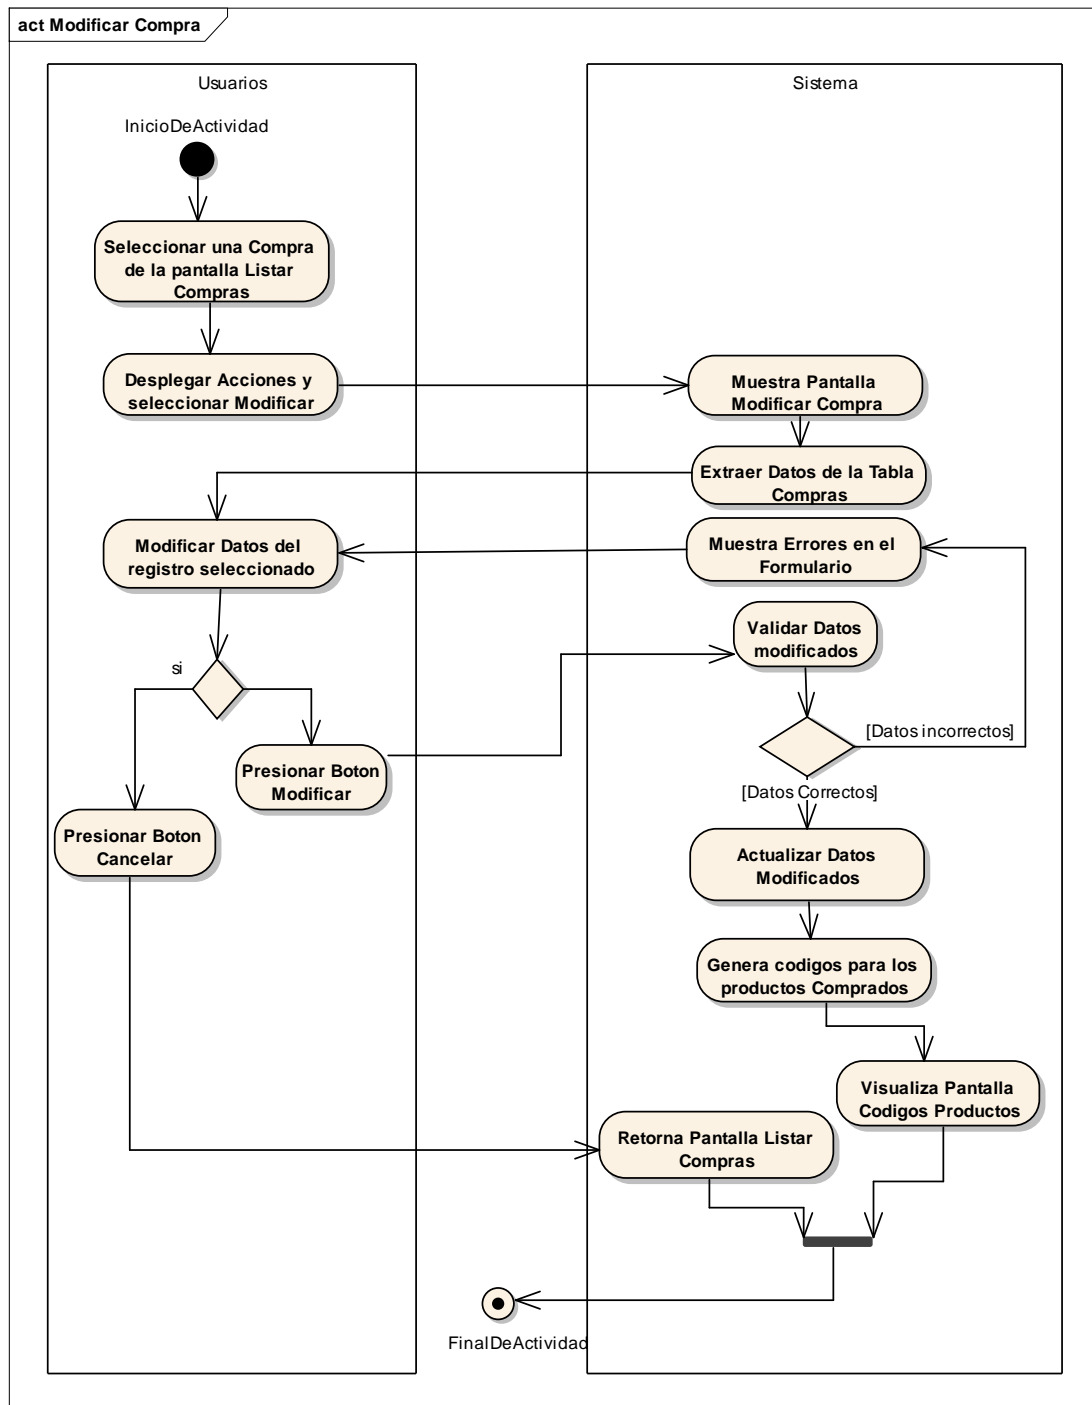 act Modificar Compra
Usuarios
Sistema
InicioDeActividad
Seleccionar una Compra
de la pantalla Listar
Compras
Desplegar Acciones y
seleccionar Modificar
Muestra Pantalla
Modificar Compra
Extraer Datos de la Tabla
Compras
Modificar Datos del
registro seleccionado
Muestra Errores en el
Formulario
Validar Datos
modificados
si
[Datos incorrectos]
Presionar Boton
Modificar
[Datos Correctos]
Presionar Boton
Cancelar
Actualizar Datos
Modificados
Genera codigos para los
productos Comprados
Visualiza Pantalla
Codigos Productos
Retorna Pantalla Listar
Compras
FinalDeActividad